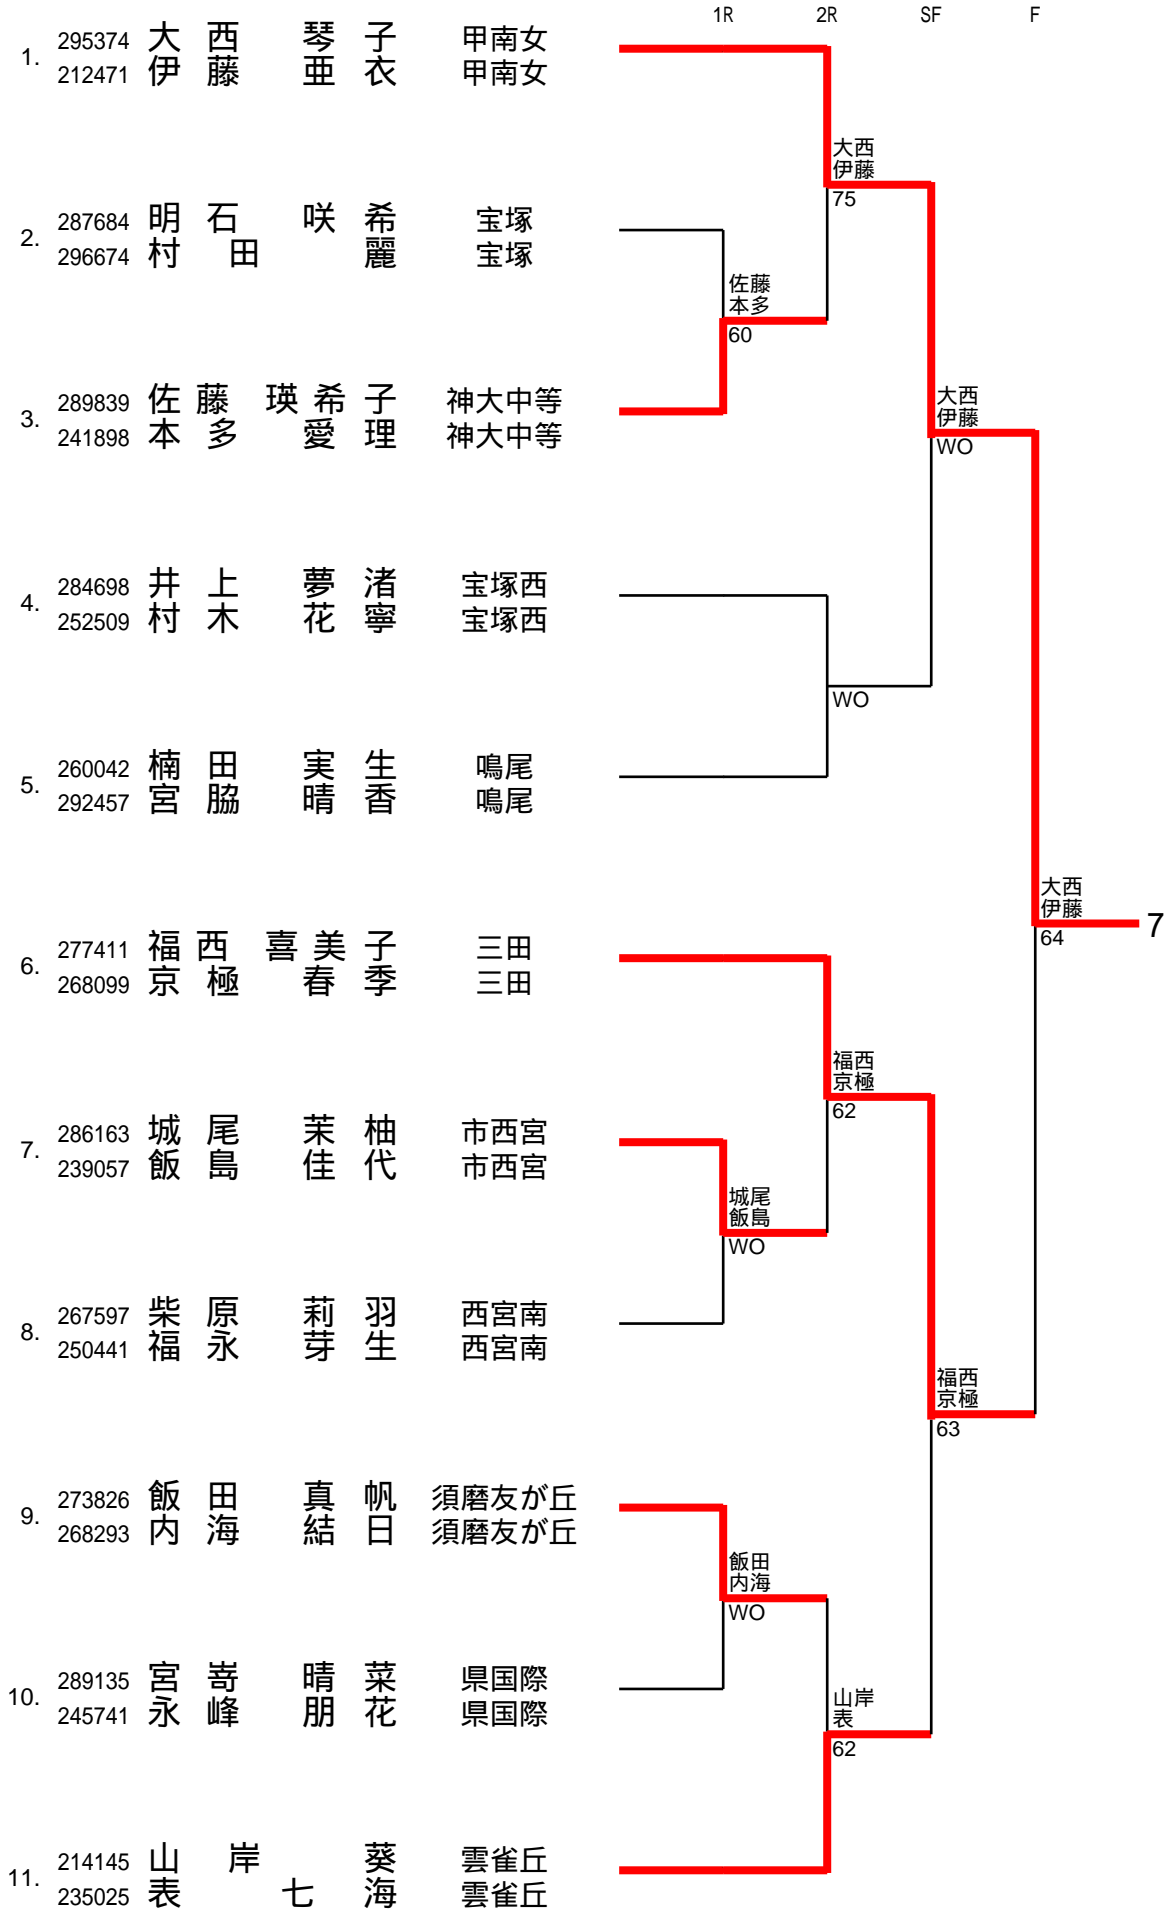 1R 2R SF F
1. 295374 大西 琴子 甲南女
212471 伊藤 亜衣 甲南女
大西
伊藤
75
2. 287684 明石 咲希 宝塚
296674 村田 麗 宝塚
佐藤
本多
60
3. 289839 佐藤 瑛希子 神大中等
241898 本多 愛理 神大中等
大西
伊藤
WO
4. 284698 井上 夢渚 宝塚西
252509 村木 花寧 宝塚西
WO
5. 260042 楠田 実生 鳴尾
292457 宮脇 晴香 鳴尾
大西
伊藤
64
7
6. 277411 福西 喜美子 三田
268099 京極 春季 三田
福西
京極
62
7. 286163 城尾 茉柚 市西宮
239057 飯島 佳代 市西宮
城尾
飯島
WO
8. 267597 柴原 莉羽 西宮南
250441 福永 芽生 西宮南
福西
京極
63
9. 273826 飯田 真帆 須磨友が丘
268293 内海 結日 須磨友が丘
飯田
内海
WO
10. 289135 宮嵜 晴菜 県国際
245741 永峰 朋花 県国際
山岸
表
62
11. 214145 山岸 葵 雲雀丘
235025 表 七海 雲雀丘